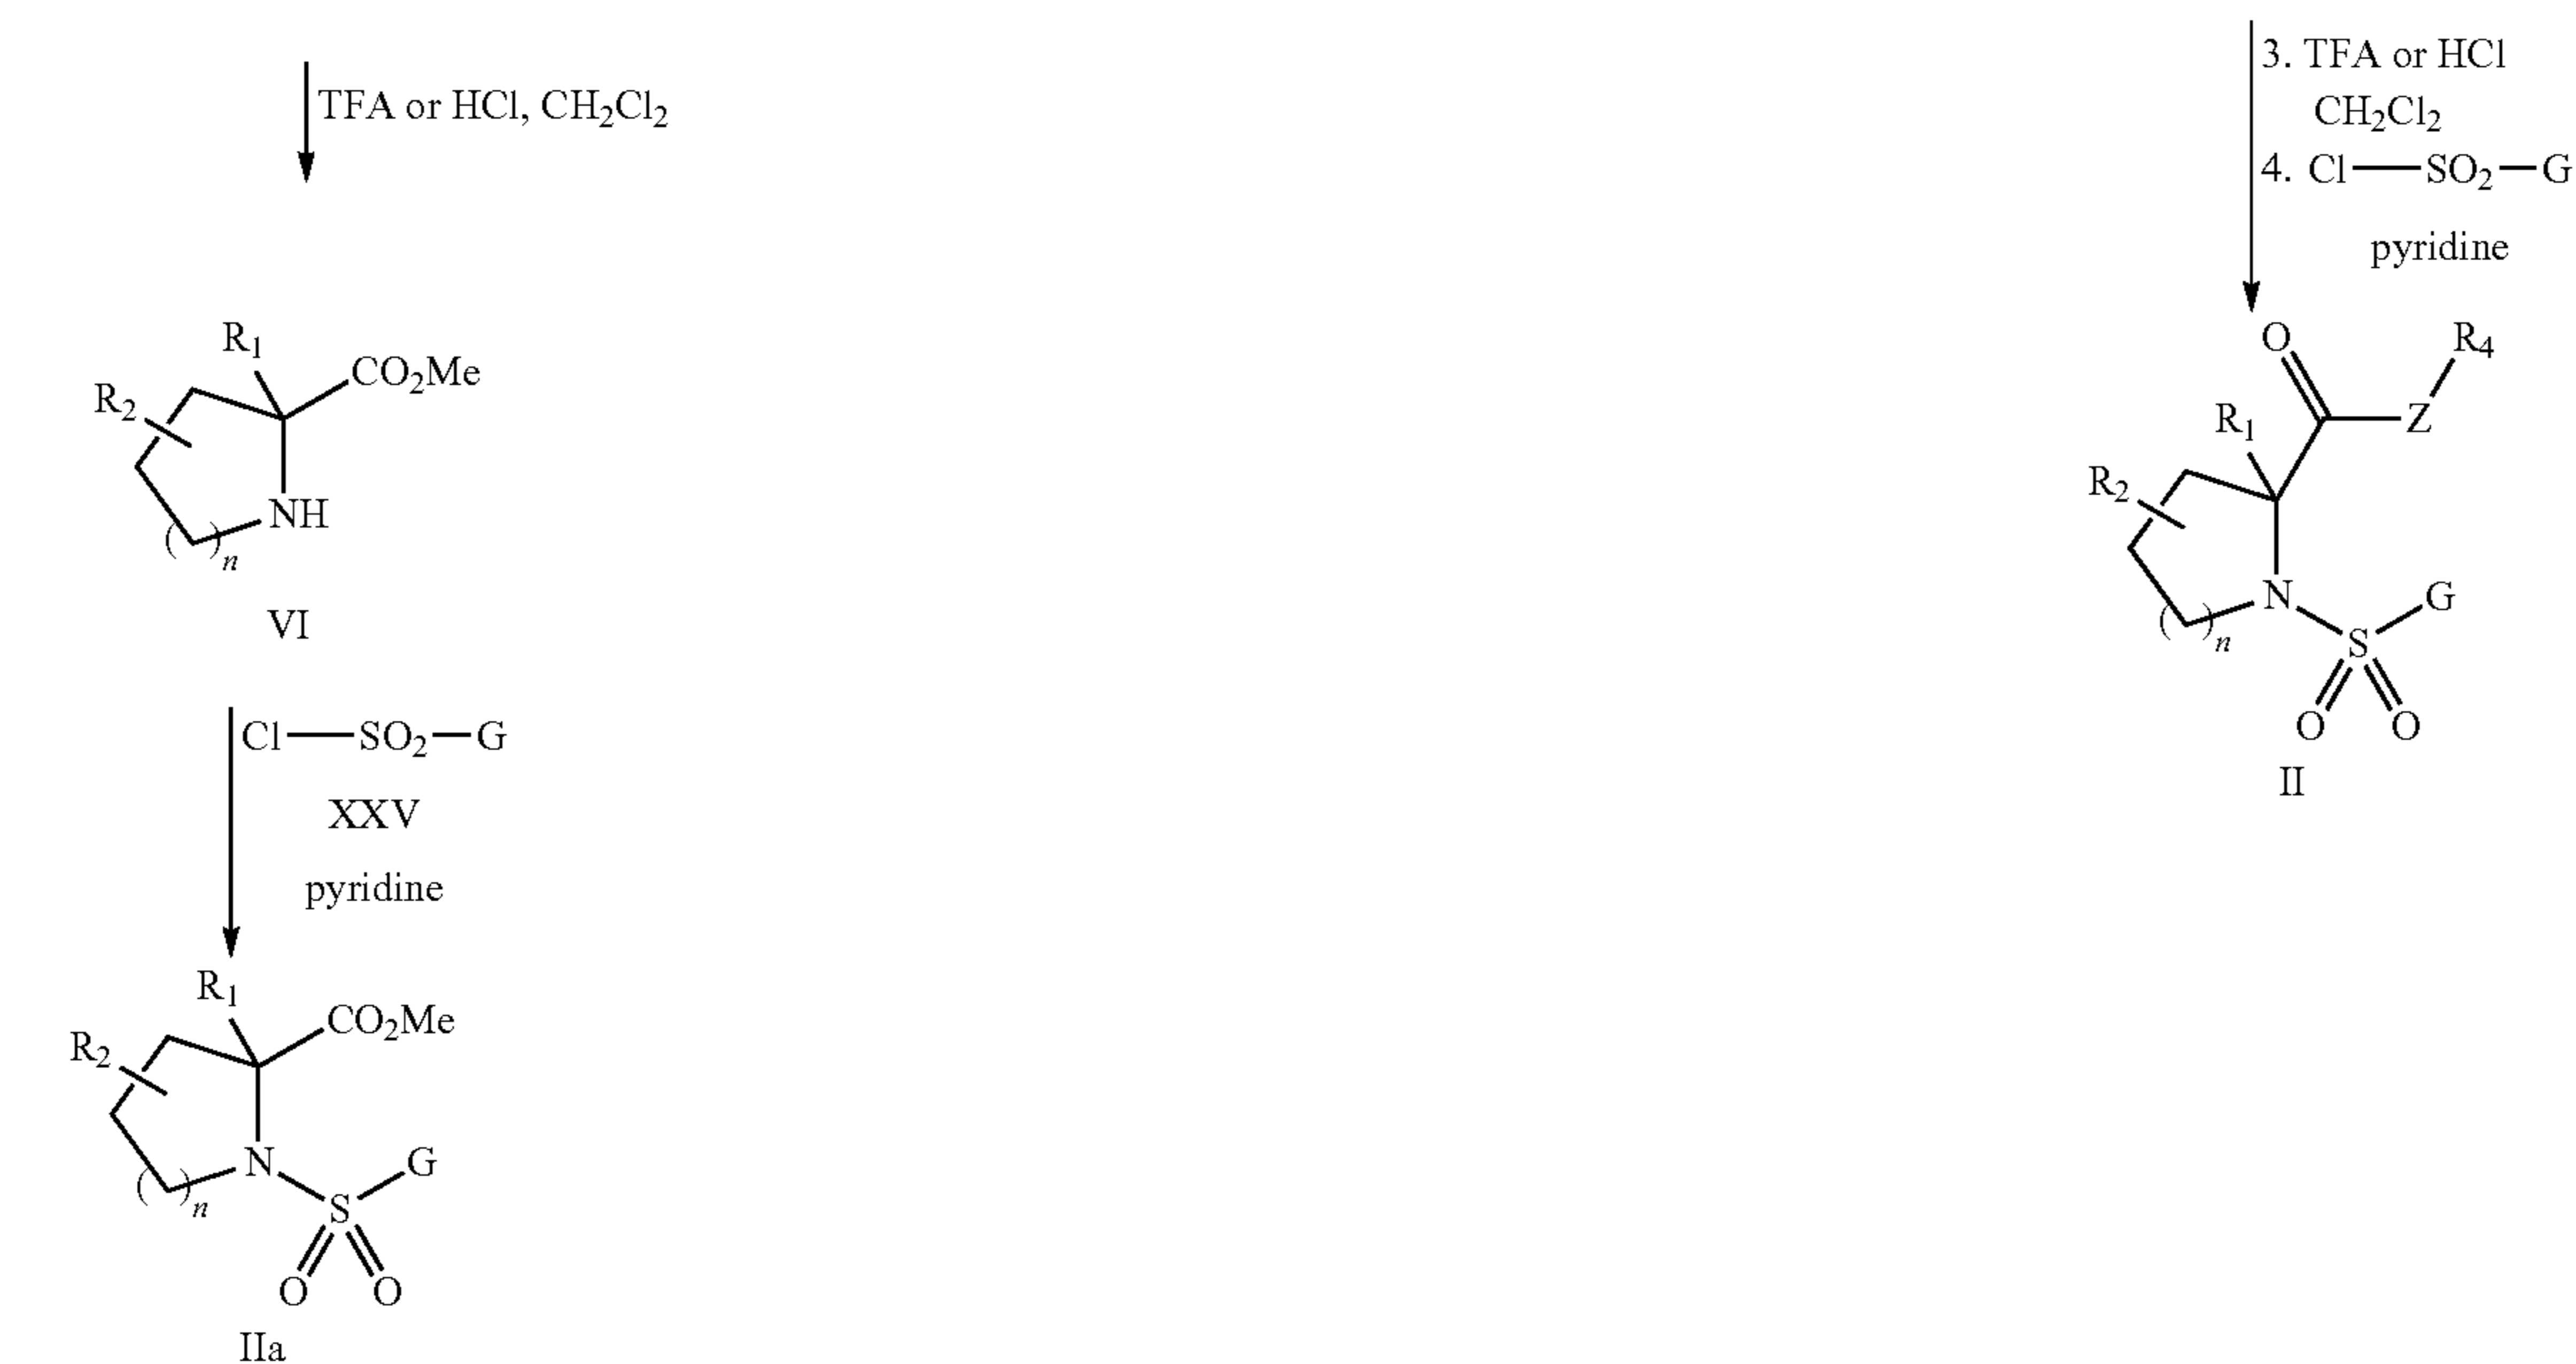 TFA or HCl, CH₂Cl₂
R₁
CO₂Me
R₂
NH
( )n
VI
Cl—SO₂—G
XXV
pyridine
R₁
CO₂Me
R₂
N
G
( )n
S
O O
IIa
3. TFA or HCl
CH₂Cl₂
4. Cl—SO₂—G
pyridine
O
R₄
R₁
Z
R₂
N
G
( )n
S
O O
II